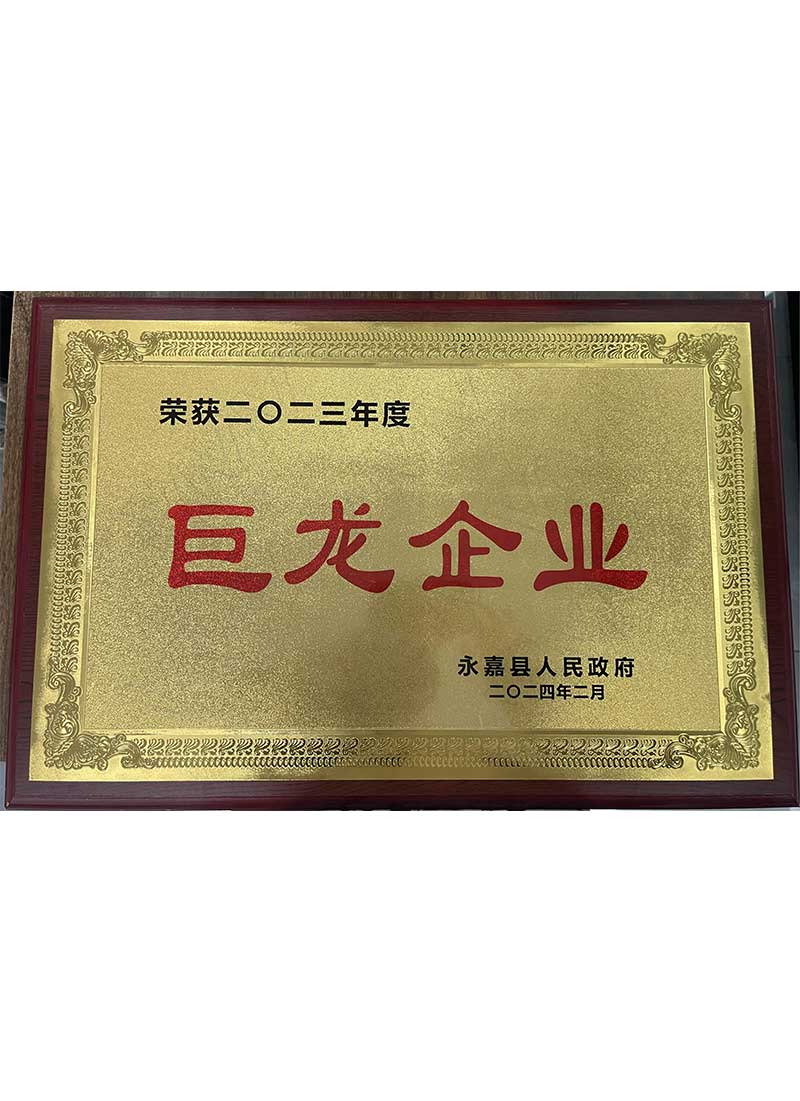 荣获二〇二三年度
巨龙企业
永嘉县人民政府
二〇二四年二月